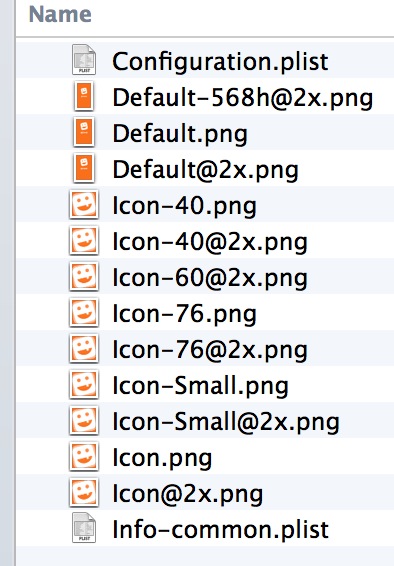 Name
Configuration.plist
Default-568h@2x.png
Default.png
Default@2x.png
Icon-40.png
Icon-40@2x.png
Icon-60@2x.png
Icon-76.png
Icon-76@2x.png
Icon-Small.png
Icon-Small@2x.png
Icon.png
Icon@2x.png
Info-common.plist